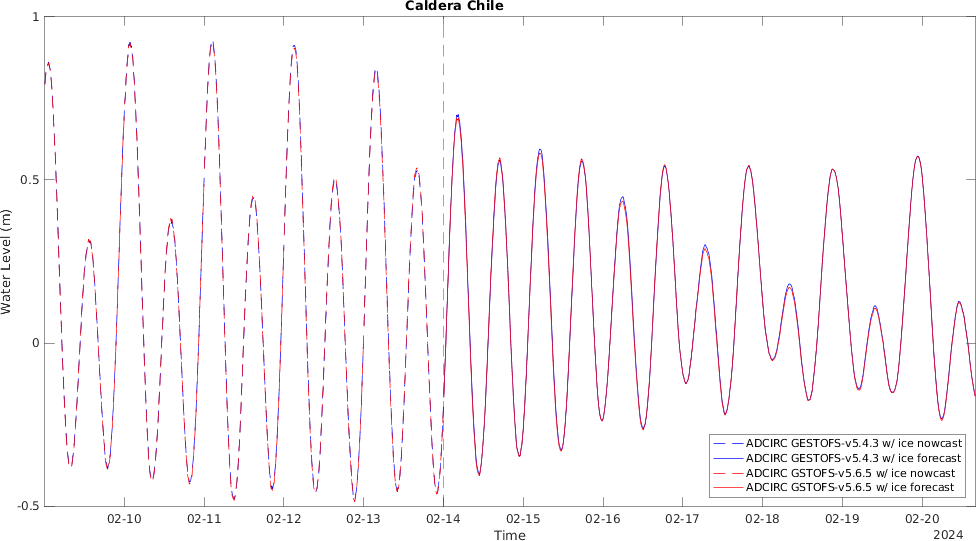 Caldera Chile
1
0.5
0
-0.5
Water Level (m)
02-10 02-11 02-12 02-13 02-14 02-15 02-16 02-17 02-18 02-19 02-20
Time
2024
ADCIRC GESTOFS-v5.4.3 w/ ice nowcast
ADCIRC GESTOFS-v5.4.3 w/ ice forecast
ADCIRC GSTOFS-v5.6.5 w/ ice nowcast
ADCIRC GSTOFS-v5.6.5 w/ ice forecast